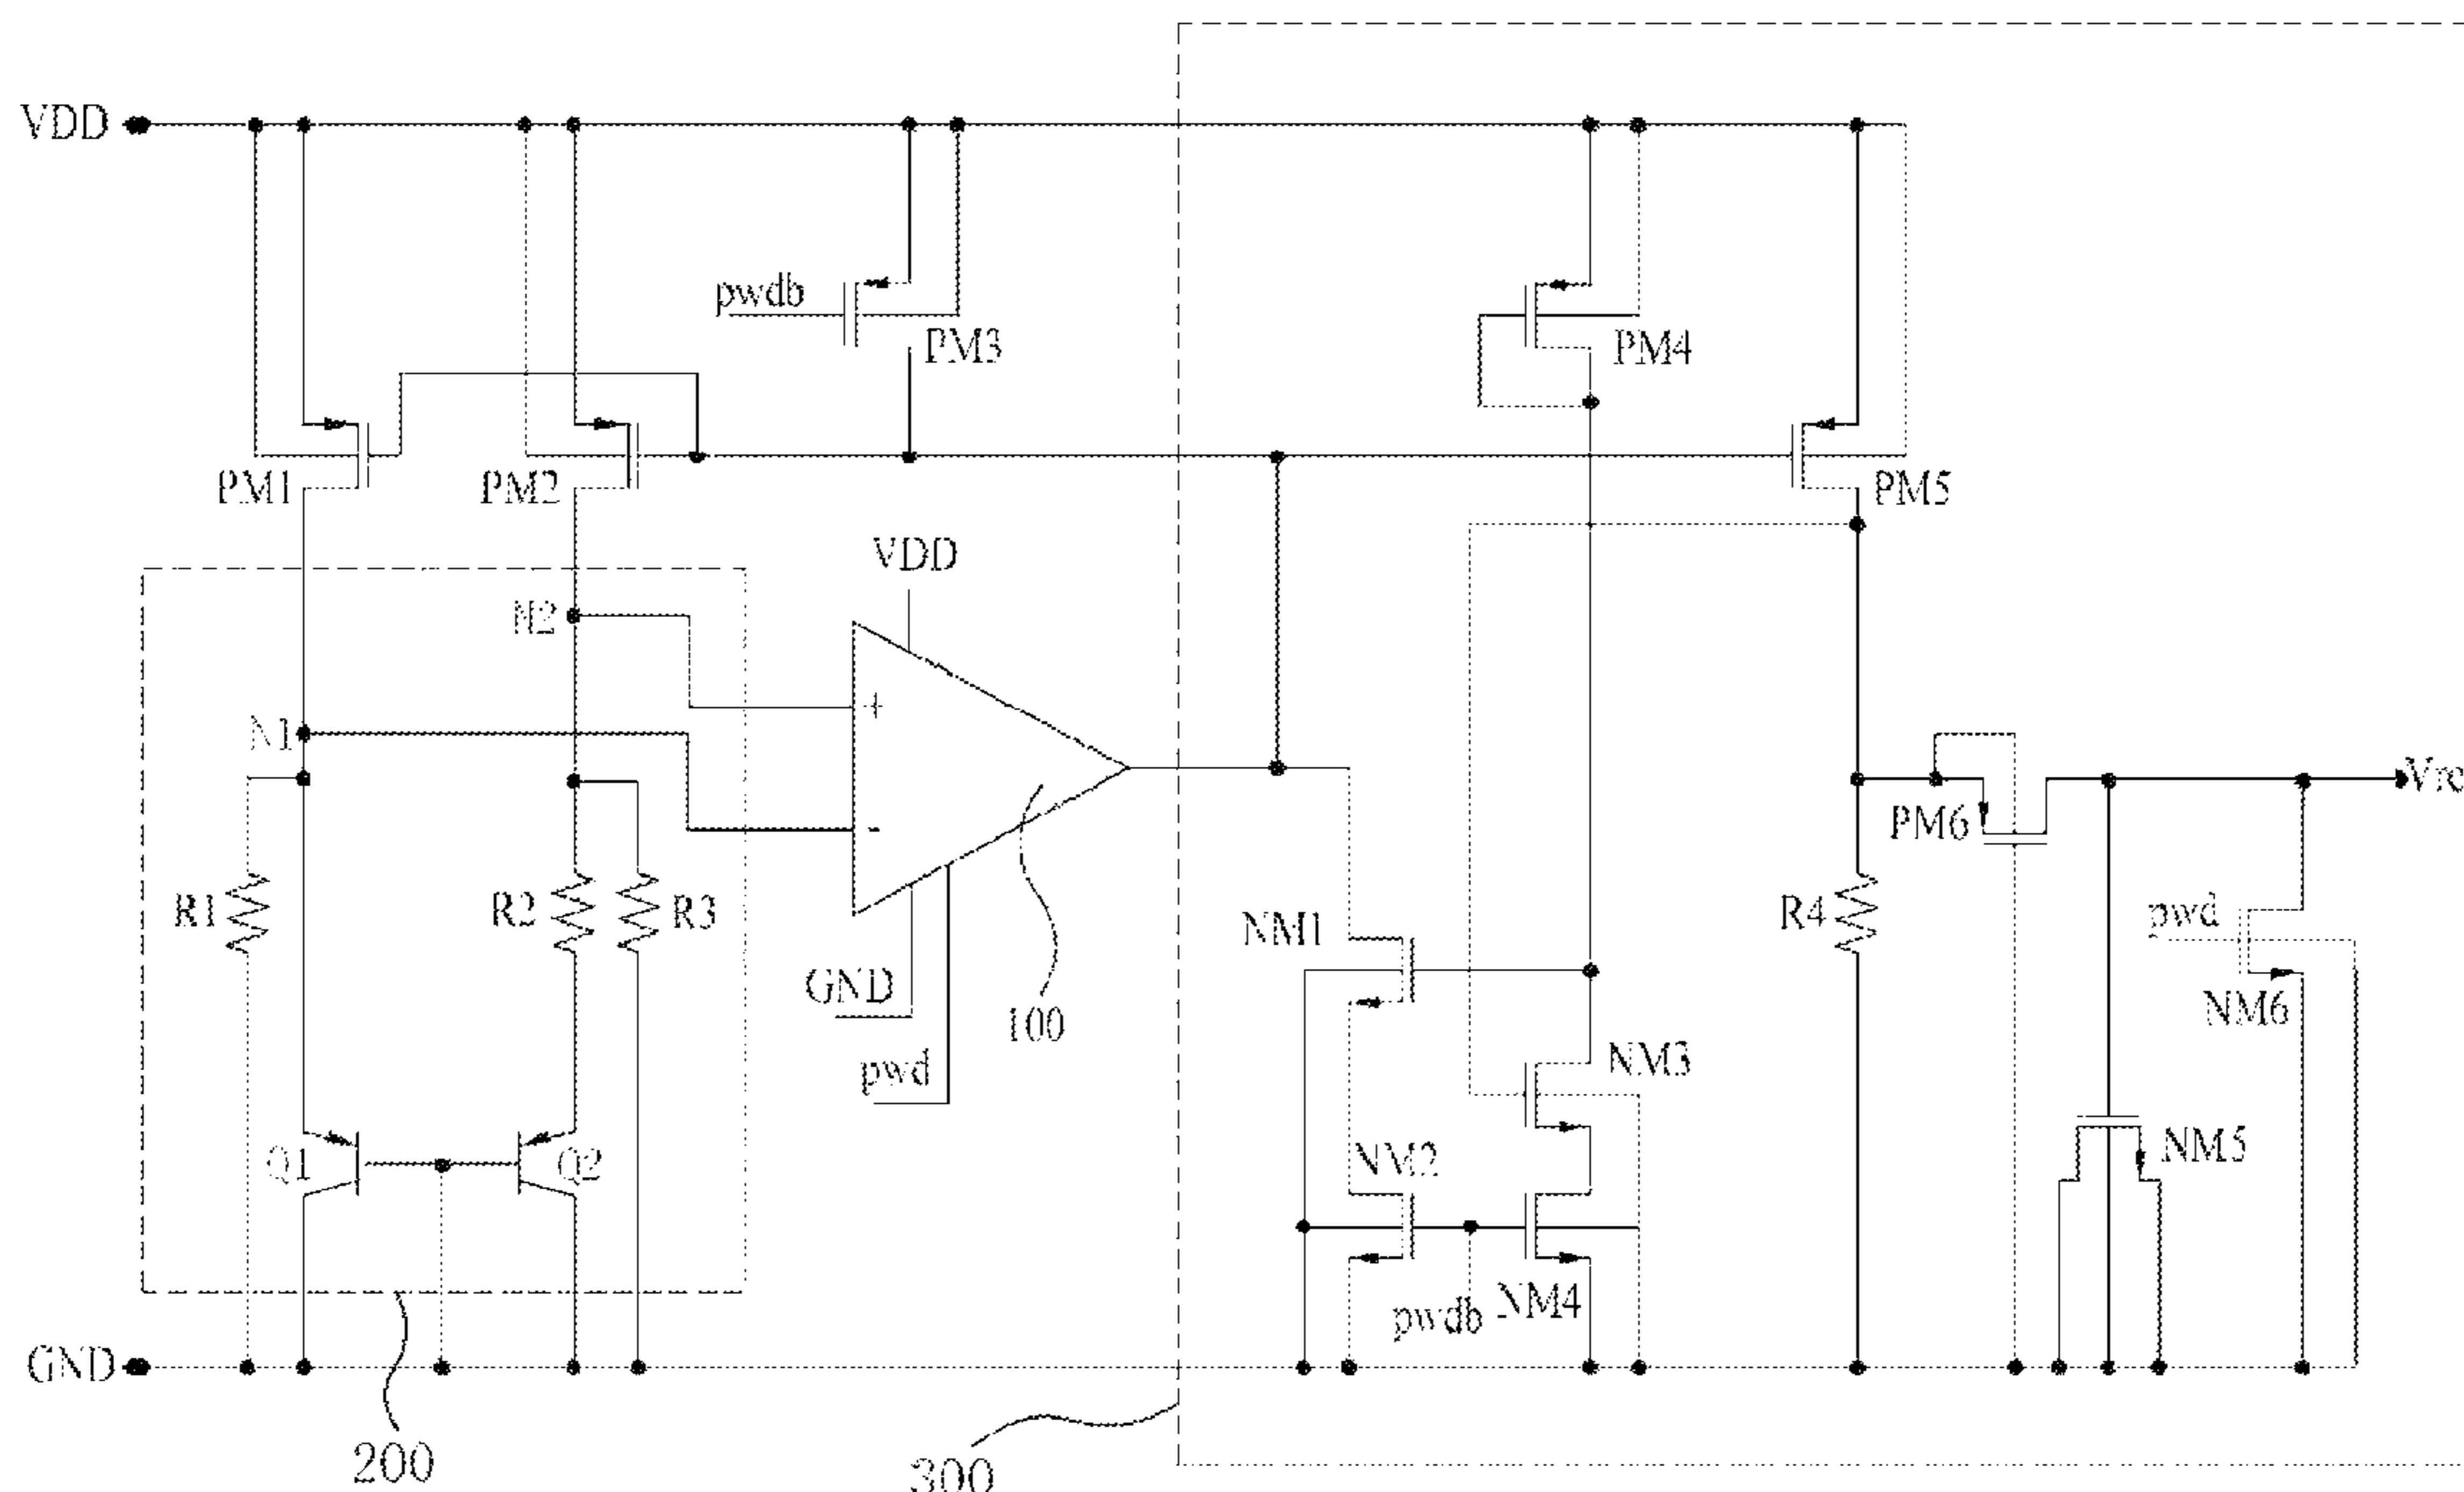 VDD
pwdb
PM3
PM4
PM1
PM2
PM5
VDD
N2
N1
+
-
PM6
Vre
R1
R2
R3
R4
pwd
NM1
GND
100
NM6
pwd
NM3
Q1
Q2
NM2
NM5
pwdb
NM4
GND
200
300